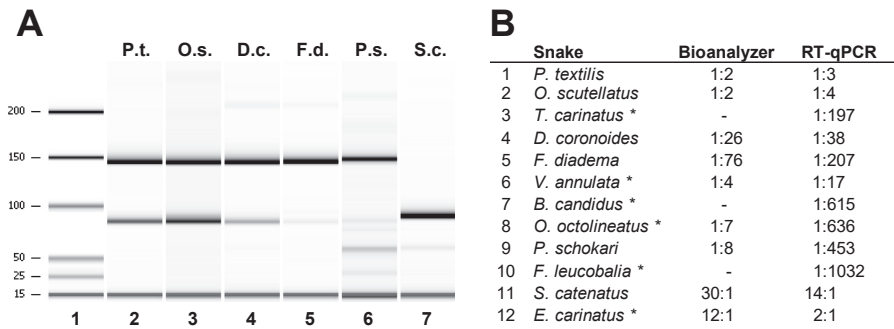 A
P.t. O.s. D.c. F.d. P.s. S.c.
200
150
100
50
25
15
1 2 3 4 5 6 7
B
Snake Bioanalyzer RT-qPCR
1 P. textilis 1:2 1:3
2 O. scutellatus 1:2 1:4
3 T. carinatus * - 1:197
4 D. coronoides 1:26 1:38
5 F. diadema 1:76 1:207
6 V. annulata * 1:4 1:17
7 B. candidus * - 1:615
8 O. octolineatus * 1:7 1:636
9 P. schokari 1:8 1:453
10 F. leucobalia * - 1:1032
11 S. catenatus 30:1 14:1
12 E. carinatus * 12:1 2:1